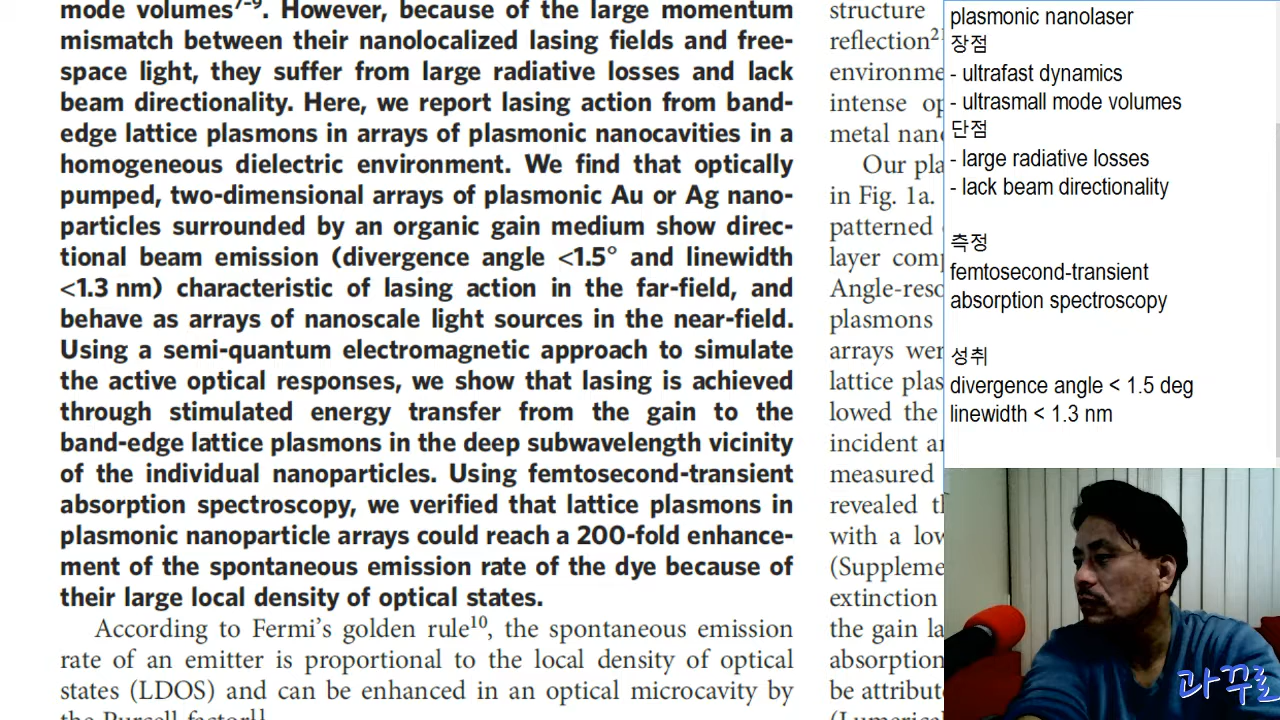 mode volumes7–9. However, because of the large momentum
mismatch between their nanolocalized lasing fields and free-
space light, they suffer from large radiative losses and lack
beam directionality. Here, we report lasing action from band-
edge lattice plasmons in arrays of plasmonic nanocavities in a
homogeneous dielectric environment. We find that optically
pumped, two-dimensional arrays of plasmonic Au or Ag nano-
particles surrounded by an organic gain medium show direc-
tional beam emission (divergence angle <1.5° and linewidth
<1.3 nm) characteristic of lasing action in the far-field, and
behave as arrays of nanoscale light sources in the near-field.
Using a semi-quantum electromagnetic approach to simulate
the active optical responses, we show that lasing is achieved
through stimulated energy transfer from the gain to the
band-edge lattice plasmons in the deep subwavelength vicinity
of the individual nanoparticles. Using femtosecond-transient
absorption spectroscopy, we verified that lattice plasmons in
plasmonic nanoparticle arrays could reach a 200-fold enhance-
ment of the spontaneous emission rate of the dye because of
their large local density of optical states.
According to Fermi's golden rule10, the spontaneous emission
rate of an emitter is proportional to the local density of optical
states (LDOS) and can be enhanced in an optical microcavity by
the Purcell factor11
structure
reflection21
environme
intense op
metal nano
Our pla
in Fig. 1a.
patterned
layer comp
Angle-reso
plasmons
arrays wer
lattice plas
lowed the
incident an
measured
revealed th
with a low
(Suppleme
extinction
the gain la
absorption
be attribute
(Lumerical
plasmonic nanolaser
장점
- ultrafast dynamics
- ultrasmall mode volumes
단점
- large radiative losses
- lack beam directionality
측정
femtosecond-transient
absorption spectroscopy
성취
divergence angle < 1.5 deg
linewidth < 1.3 nm
과꾸로